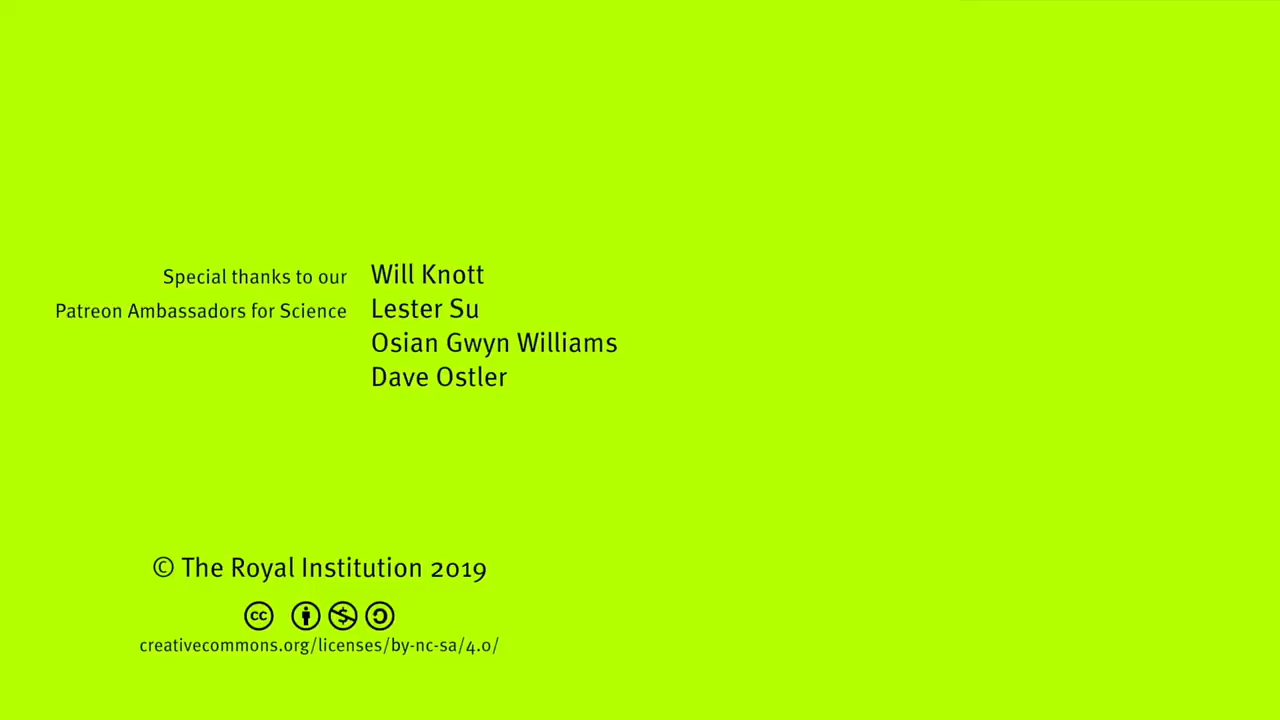 Special thanks to our Will Knott
Patreon Ambassadors for Science Lester Su
Osian Gwyn Williams
Dave Ostler
© The Royal Institution 2019
cc
creativecommons.org/licenses/by-nc-sa/4.0/